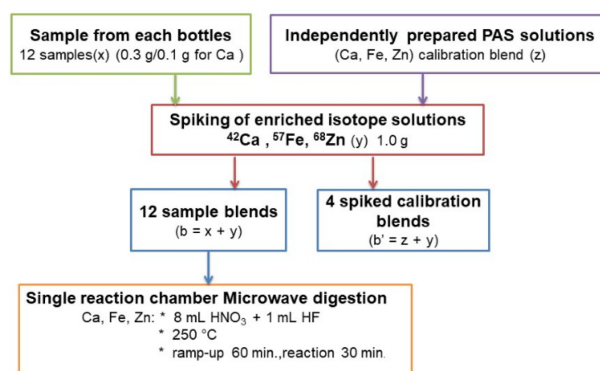 Sample from each bottles
12 samples(x) (0.3 g/0.1 g for Ca )
Independently prepared PAS solutions
(Ca, Fe, Zn) calibration blend (z)
Spiking of enriched isotope solutions
⁴²Ca , ⁵⁷Fe, ⁶⁸Zn (y) 1.0 g
12 sample blends
(b = x + y)
4 spiked calibration
blends
(b' = z + y)
Single reaction chamber Microwave digestion
Ca, Fe, Zn: * 8 mL HNO₃ + 1 mL HF
* 250 °C
* ramp-up 60 min.,reaction 30 min.